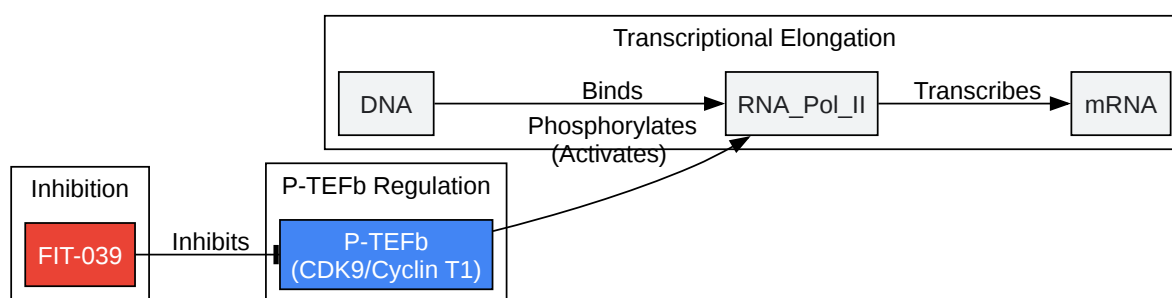 Transcriptional Elongation
DNA
Binds
RNA_Pol_II
Transcribes
mRNA
Phosphorylates
(Activates)
Inhibition
P-TEFb Regulation
FIT-039
Inhibits
P-TEFb
(CDK9/Cyclin T1)